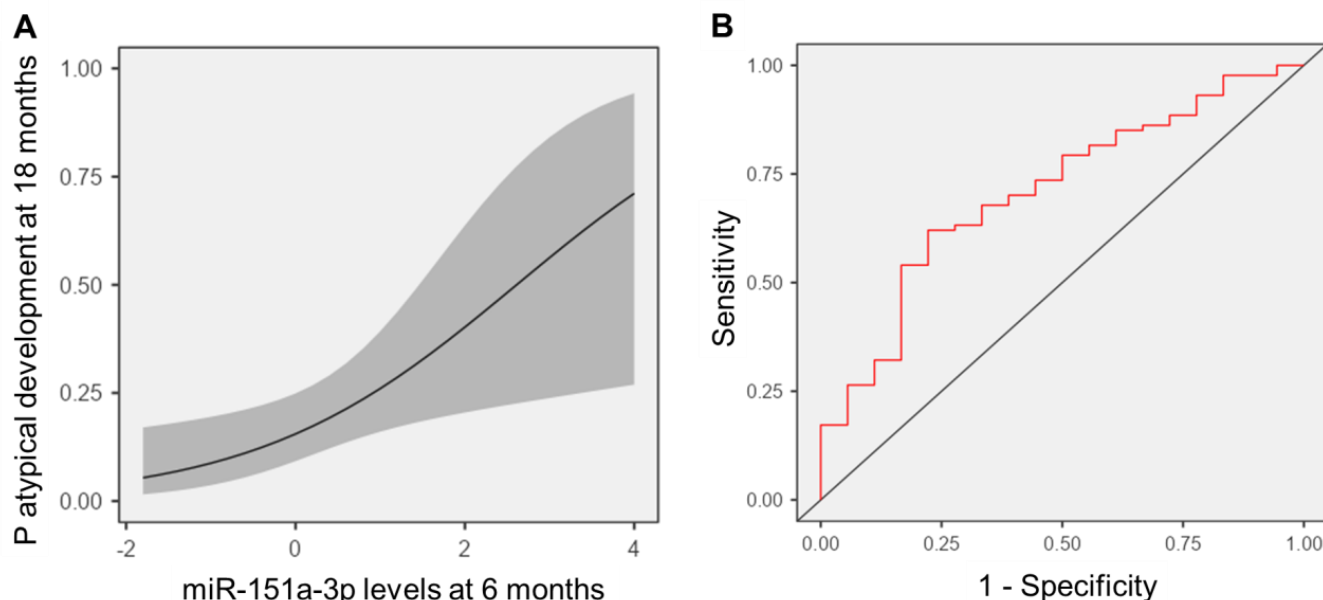 A
P atypical development at 18 months
1.00
0.75
0.50
0.25
0.00
-2 0 2 4
miR-151a-3p levels at 6 months
B
Sensitivity
1.00
0.75
0.50
0.25
0.00
0.00 0.25 0.50 0.75 1.00
1 - Specificity